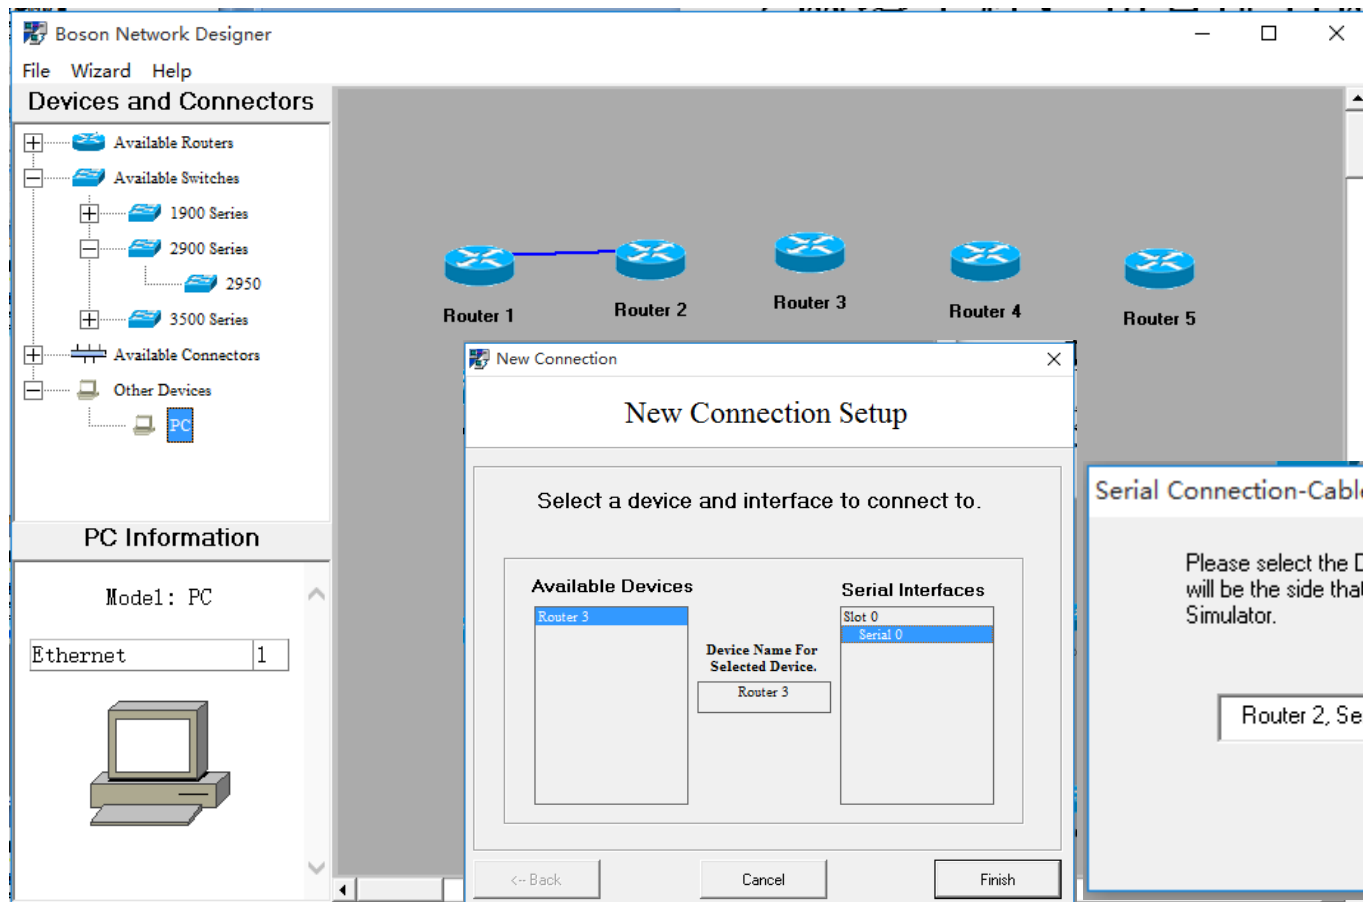 Boson Network Designer
File Wizard Help
Devices and Connectors
Available Routers
Available Switches
1900 Series
2900 Series
2950
3500 Series
Available Connectors
Other Devices
PC
PC Information
Model: PC
Ethernet 1
Router 1
Router 2
Router 3
Router 4
Router 5
New Connection
New Connection Setup
Select a device and interface to connect to.
Available Devices
Router 3
Device Name For
Selected Device.
Router 3
Serial Interfaces
Slot 0
Serial 0
<-- Back
Cancel
Finish
Serial Connection-Cable
Please select the D
will be the side that
Simulator.
Router 2, Se